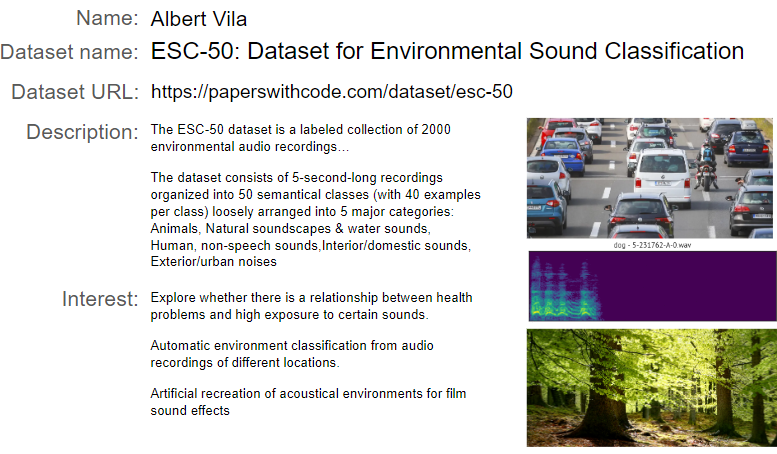 Name: Albert Vila
Dataset name: ESC-50: Dataset for Environmental Sound Classification
Dataset URL: https://paperswithcode.com/dataset/esc-50
Description: The ESC-50 dataset is a labeled collection of 2000
environmental audio recordings…
The dataset consists of 5-second-long recordings
organized into 50 semantical classes (with 40 examples
per class) loosely arranged into 5 major categories:
Animals, Natural soundscapes & water sounds,
Human, non-speech sounds,Interior/domestic sounds,
Exterior/urban noises
dog - 5-231762-A-0.wav
Interest: Explore whether there is a relationship between health
problems and high exposure to certain sounds.
Automatic environment classification from audio
recordings of different locations.
Artificial recreation of acoustical environments for film
sound effects